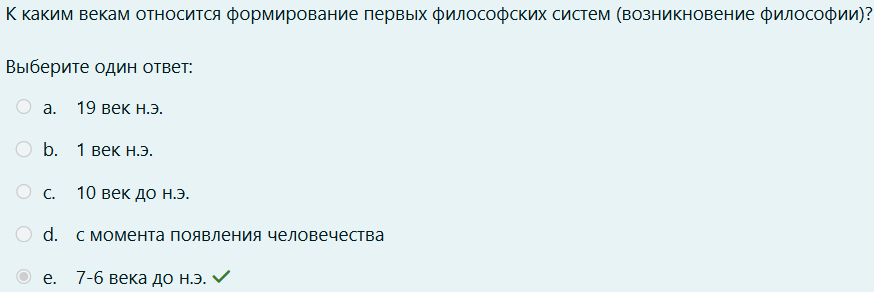 К каким векам относится формирование первых философских систем (возникновение философии)?
Выберите один ответ:
a. 19 век н.э.
b. 1 век н.э.
c. 10 век до н.э.
d. с момента появления человечества
e. 7-6 века до н.э.